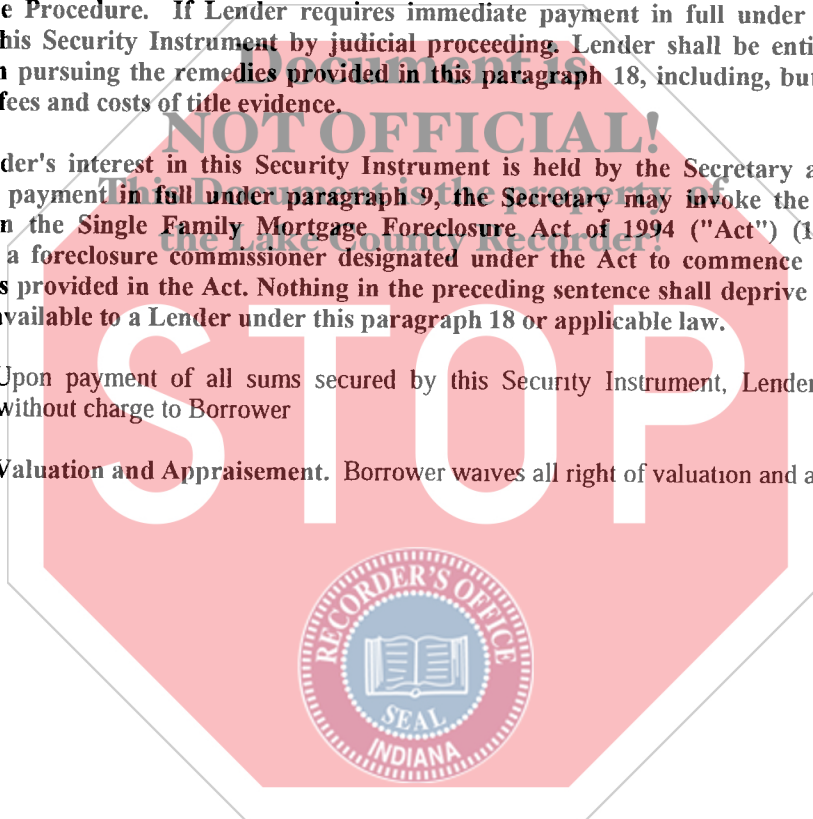 e Procedure. If Lender requires immediate payment in full under
his Security Instrument by judicial proceeding. Lender shall be enti
n pursuing the remedies provided in this paragraph 18, including, but
fees and costs of title evidence.
Document is
NOT OFFICIAL!
This Document is the property of
the Lake County Recorder!
der's interest in this Security Instrument is held by the Secretary a
payment in full under paragraph 9, the Secretary may invoke the
n the Single Family Mortgage Foreclosure Act of 1994 ("Act") (1
a foreclosure commissioner designated under the Act to commence
s provided in the Act. Nothing in the preceding sentence shall deprive
available to a Lender under this paragraph 18 or applicable law.
STOP
Upon payment of all sums secured by this Security Instrument, Lender
without charge to Borrower
Valuation and Appraisement. Borrower waives all right of valuation and a
RECORDER'S OFFICE
SEAL
INDIANA